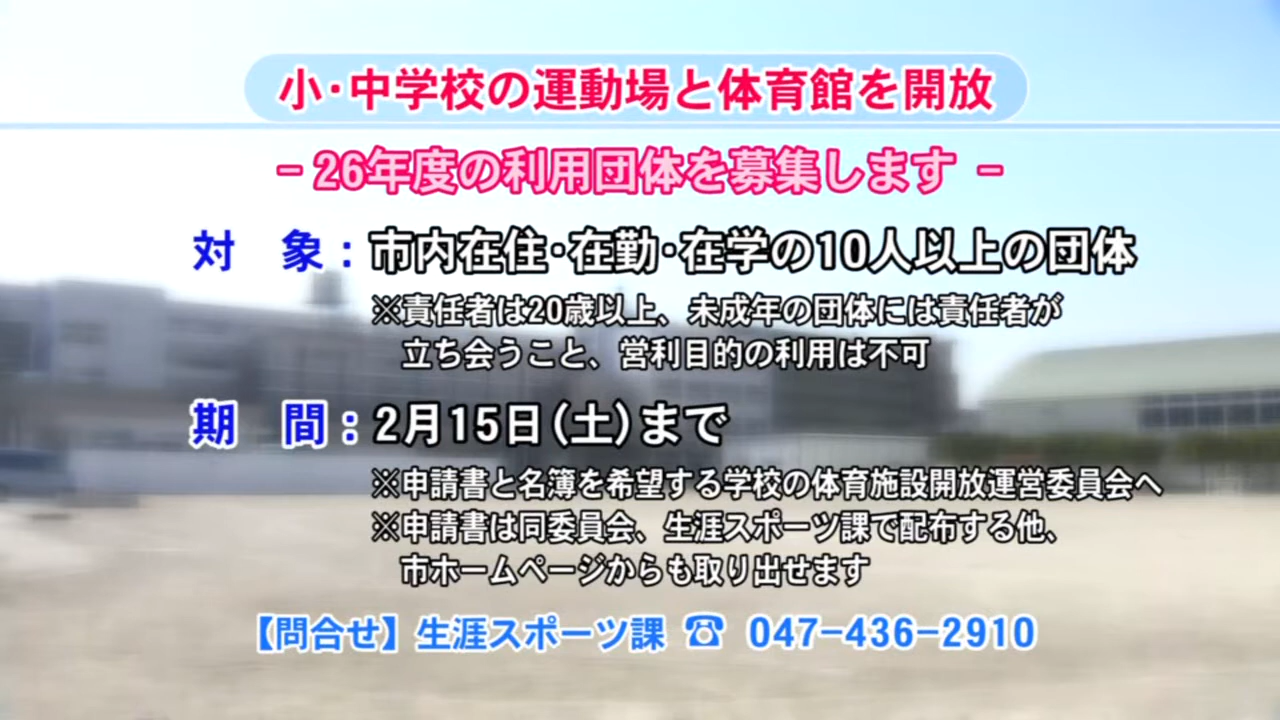 小・中学校の運動場と体育館を開放
－ 26年度の利用団体を募集します －
対　象：市内在住・在勤・在学の10人以上の団体
※責任者は20歳以上、未成年の団体には責任者が
立ち会うこと、営利目的の利用は不可
期　間：2月15日（土）まで
※申請書と名簿を希望する学校の体育施設開放運営委員会へ
※申請書は同委員会、生涯スポーツ課で配布する他、
市ホームページからも取り出せます
【問合せ】生涯スポーツ課 ☎ 047－436－2910